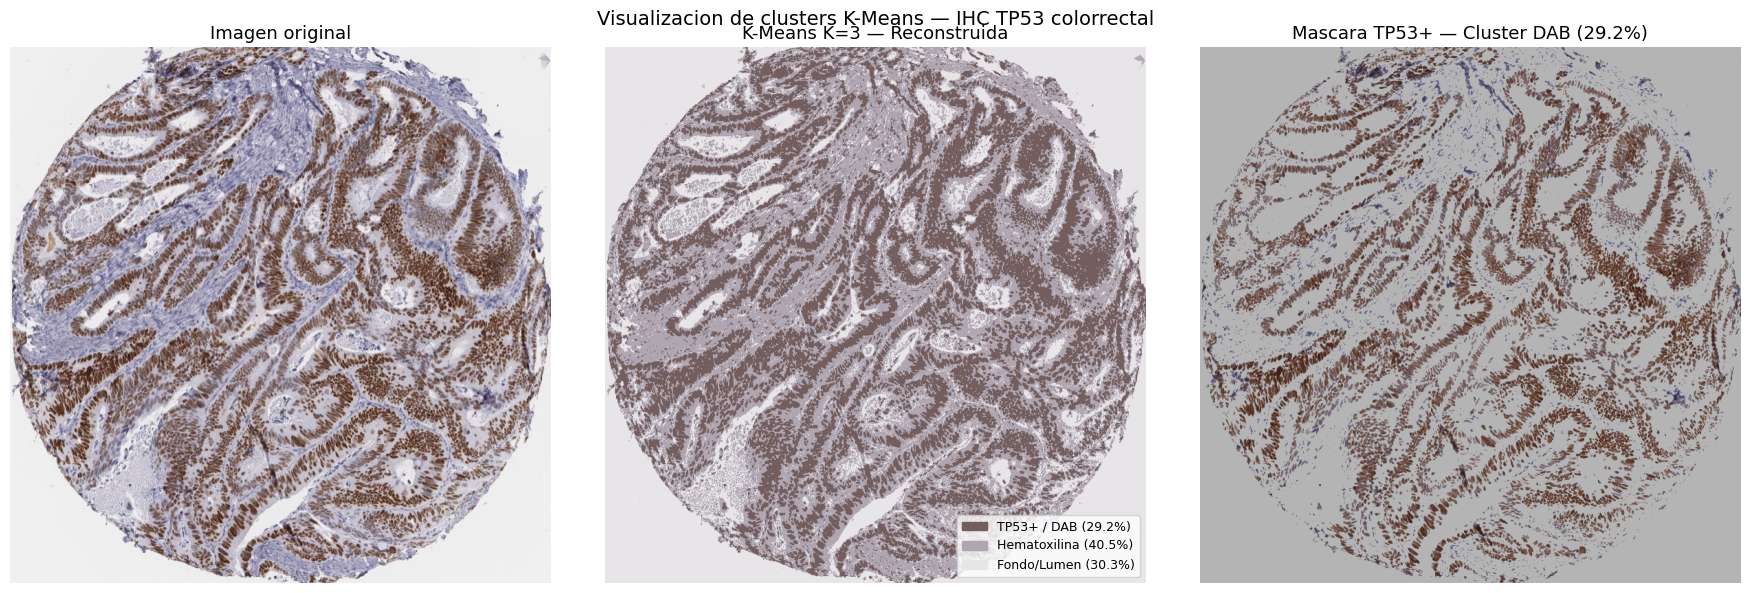 Visualizacion de clusters K-Means — IHC TP53 colorrectal
Imagen original
K-Means K=3 — Reconstruida
Mascara TP53+ — Cluster DAB (29.2%)
TP53+ / DAB (29.2%)
Hematoxilina (40.5%)
Fondo/Lumen (30.3%)